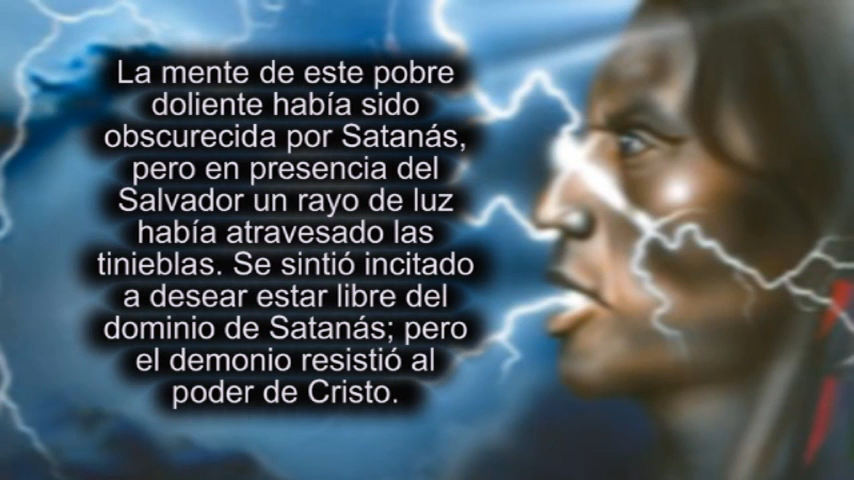 La mente de este pobre
doliente había sido
obscurecida por Satanás,
pero en presencia del
Salvador un rayo de luz
había atravesado las
tinieblas. Se sintió incitado
a desear estar libre del
dominio de Satanás; pero
el demonio resistió al
poder de Cristo.